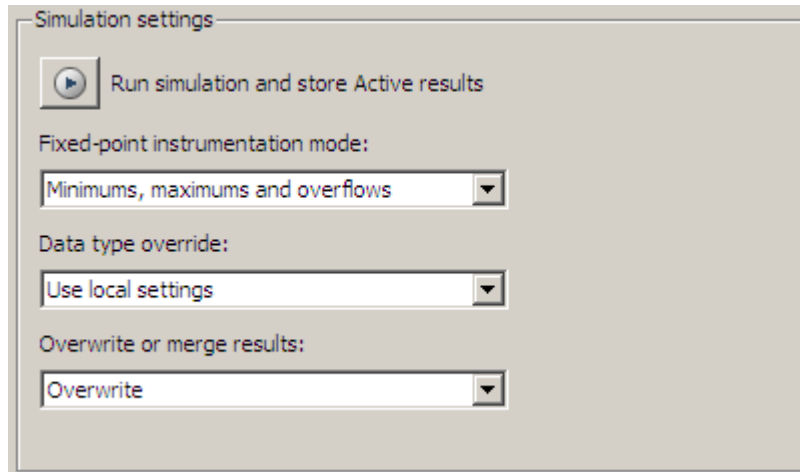 Simulation settings
Run simulation and store Active results
Fixed-point instrumentation mode:
Minimums, maximums and overflows
Data type override:
Use local settings
Overwrite or merge results:
Overwrite